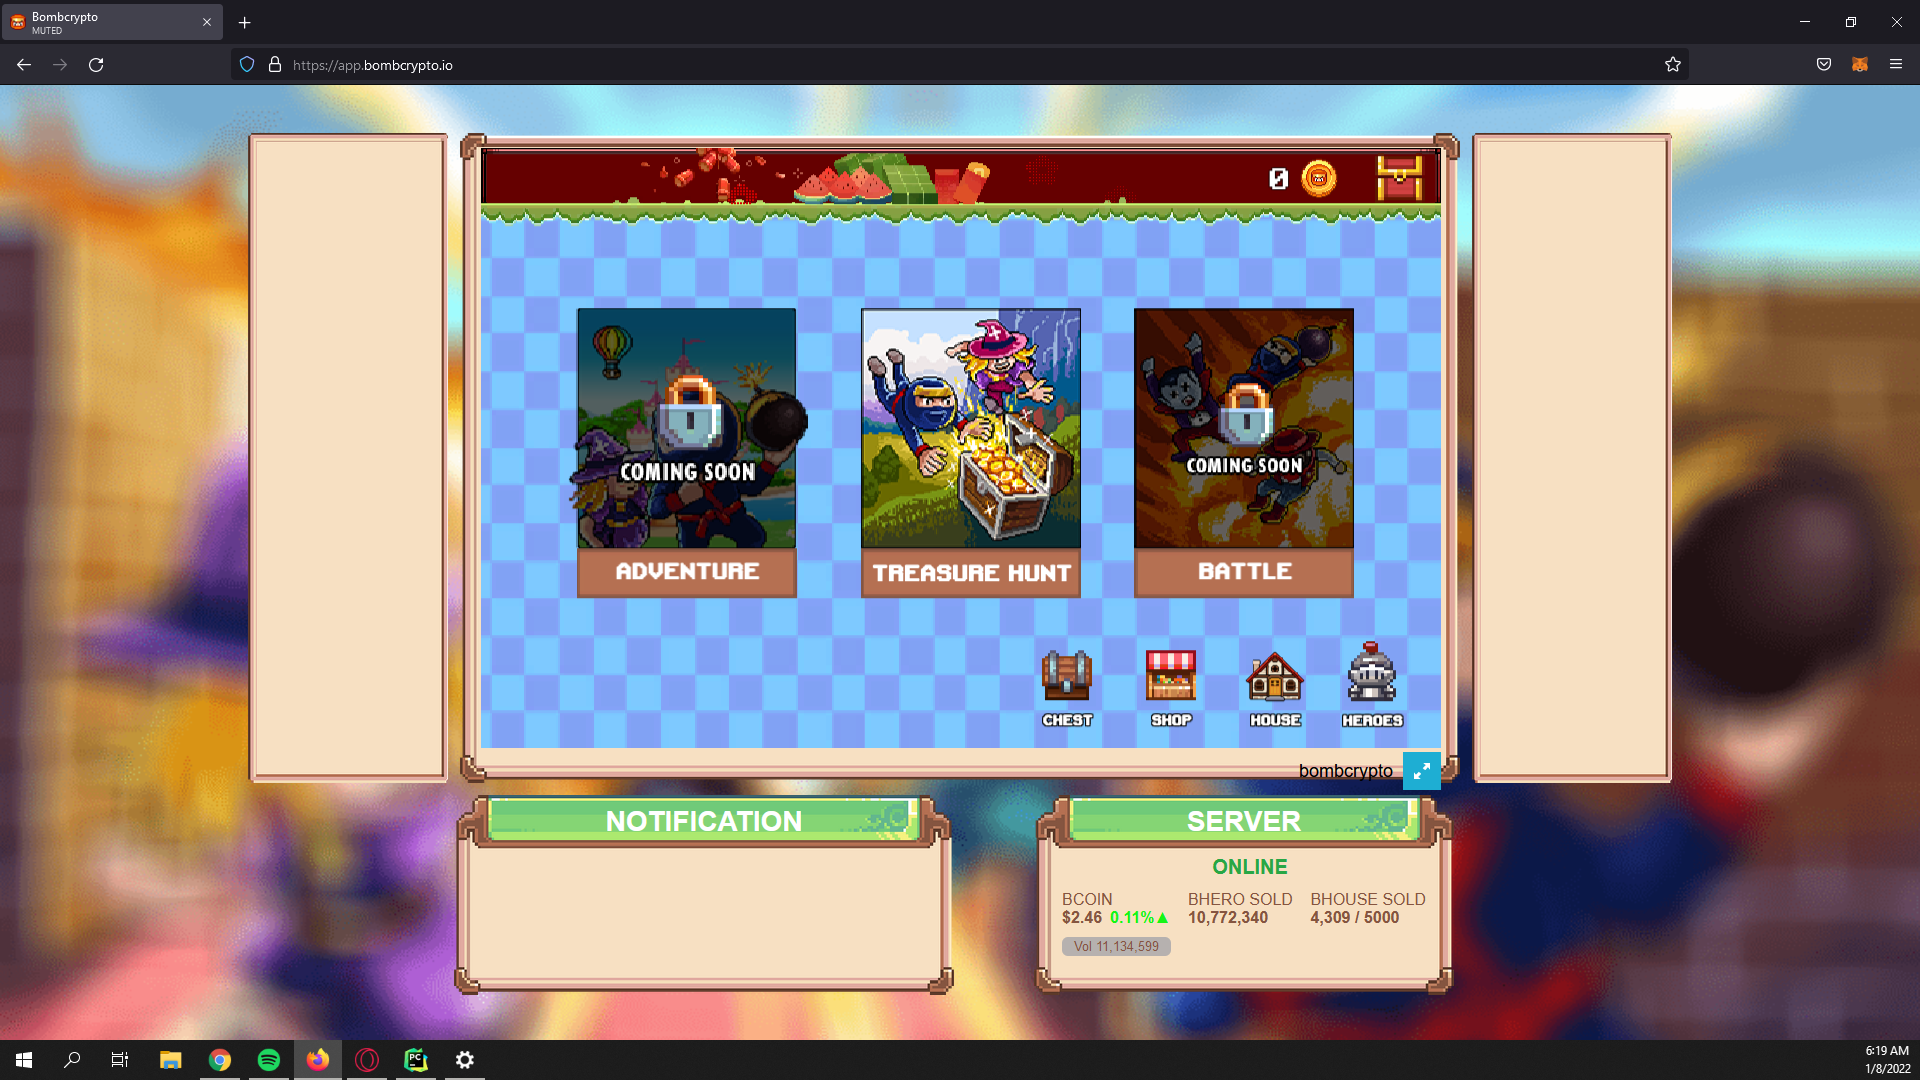 Bombcrypto
MUTED
https://app.bombcrypto.io
0
COMING SOON
COMING SOON
ADVENTURE
TREASURE HUNT
BATTLE
CHEST
SHOP
HOUSE
HEROES
bombcrypto
NOTIFICATION
SERVER
ONLINE
BCOIN
BHERO SOLD
BHOUSE SOLD
$2.46 0.11%▲
10,772,340
4,309 / 5000
Vol 11,134,599
PC
6:19 AM
1/8/2022